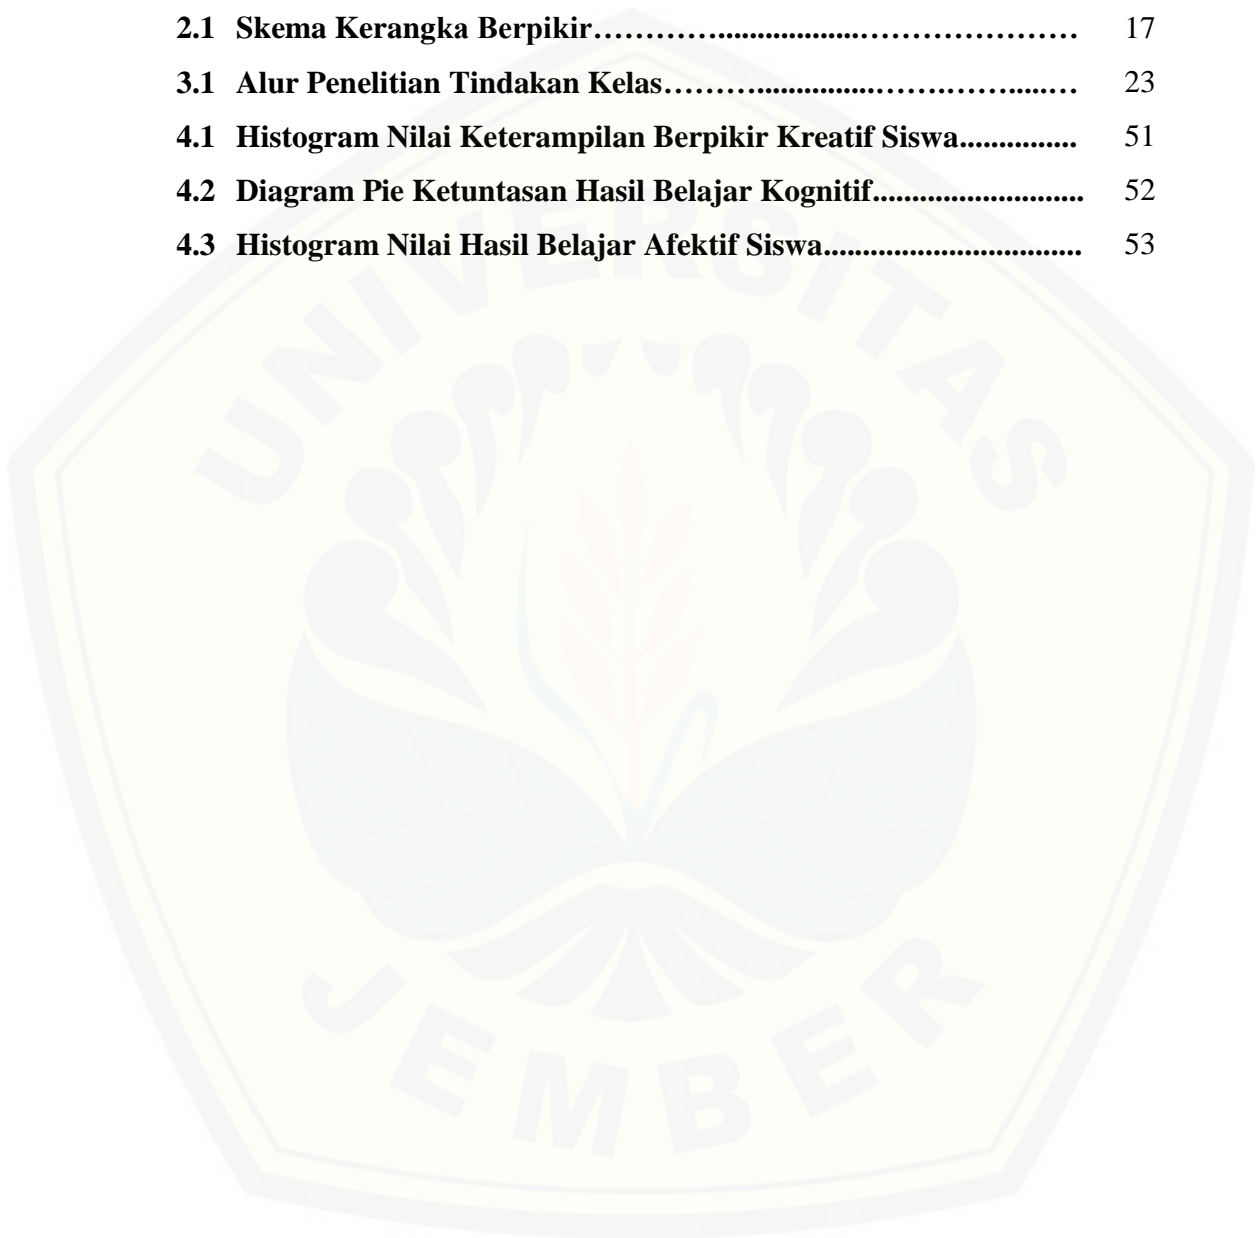 2.1 Skema Kerangka Berpikir…………..................………………… 17
3.1 Alur Penelitian Tindakan Kelas………...............…….…….....… 23
4.1 Histogram Nilai Keterampilan Berpikir Kreatif Siswa............... 51
4.2 Diagram Pie Ketuntasan Hasil Belajar Kognitif........................... 52
4.3 Histogram Nilai Hasil Belajar Afektif Siswa................................. 53
UNIVERSITAS
JEMBER